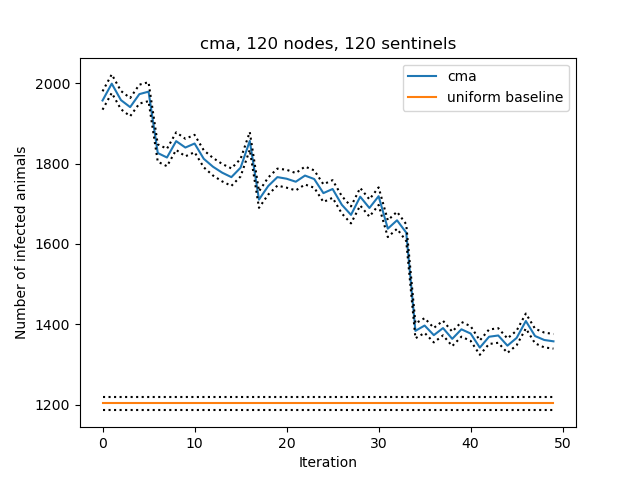 cma, 120 nodes, 120 sentinels
cma
uniform baseline
Number of infected animals
2000
1800
1600
1400
1200
0 10 20 30 40 50
Iteration